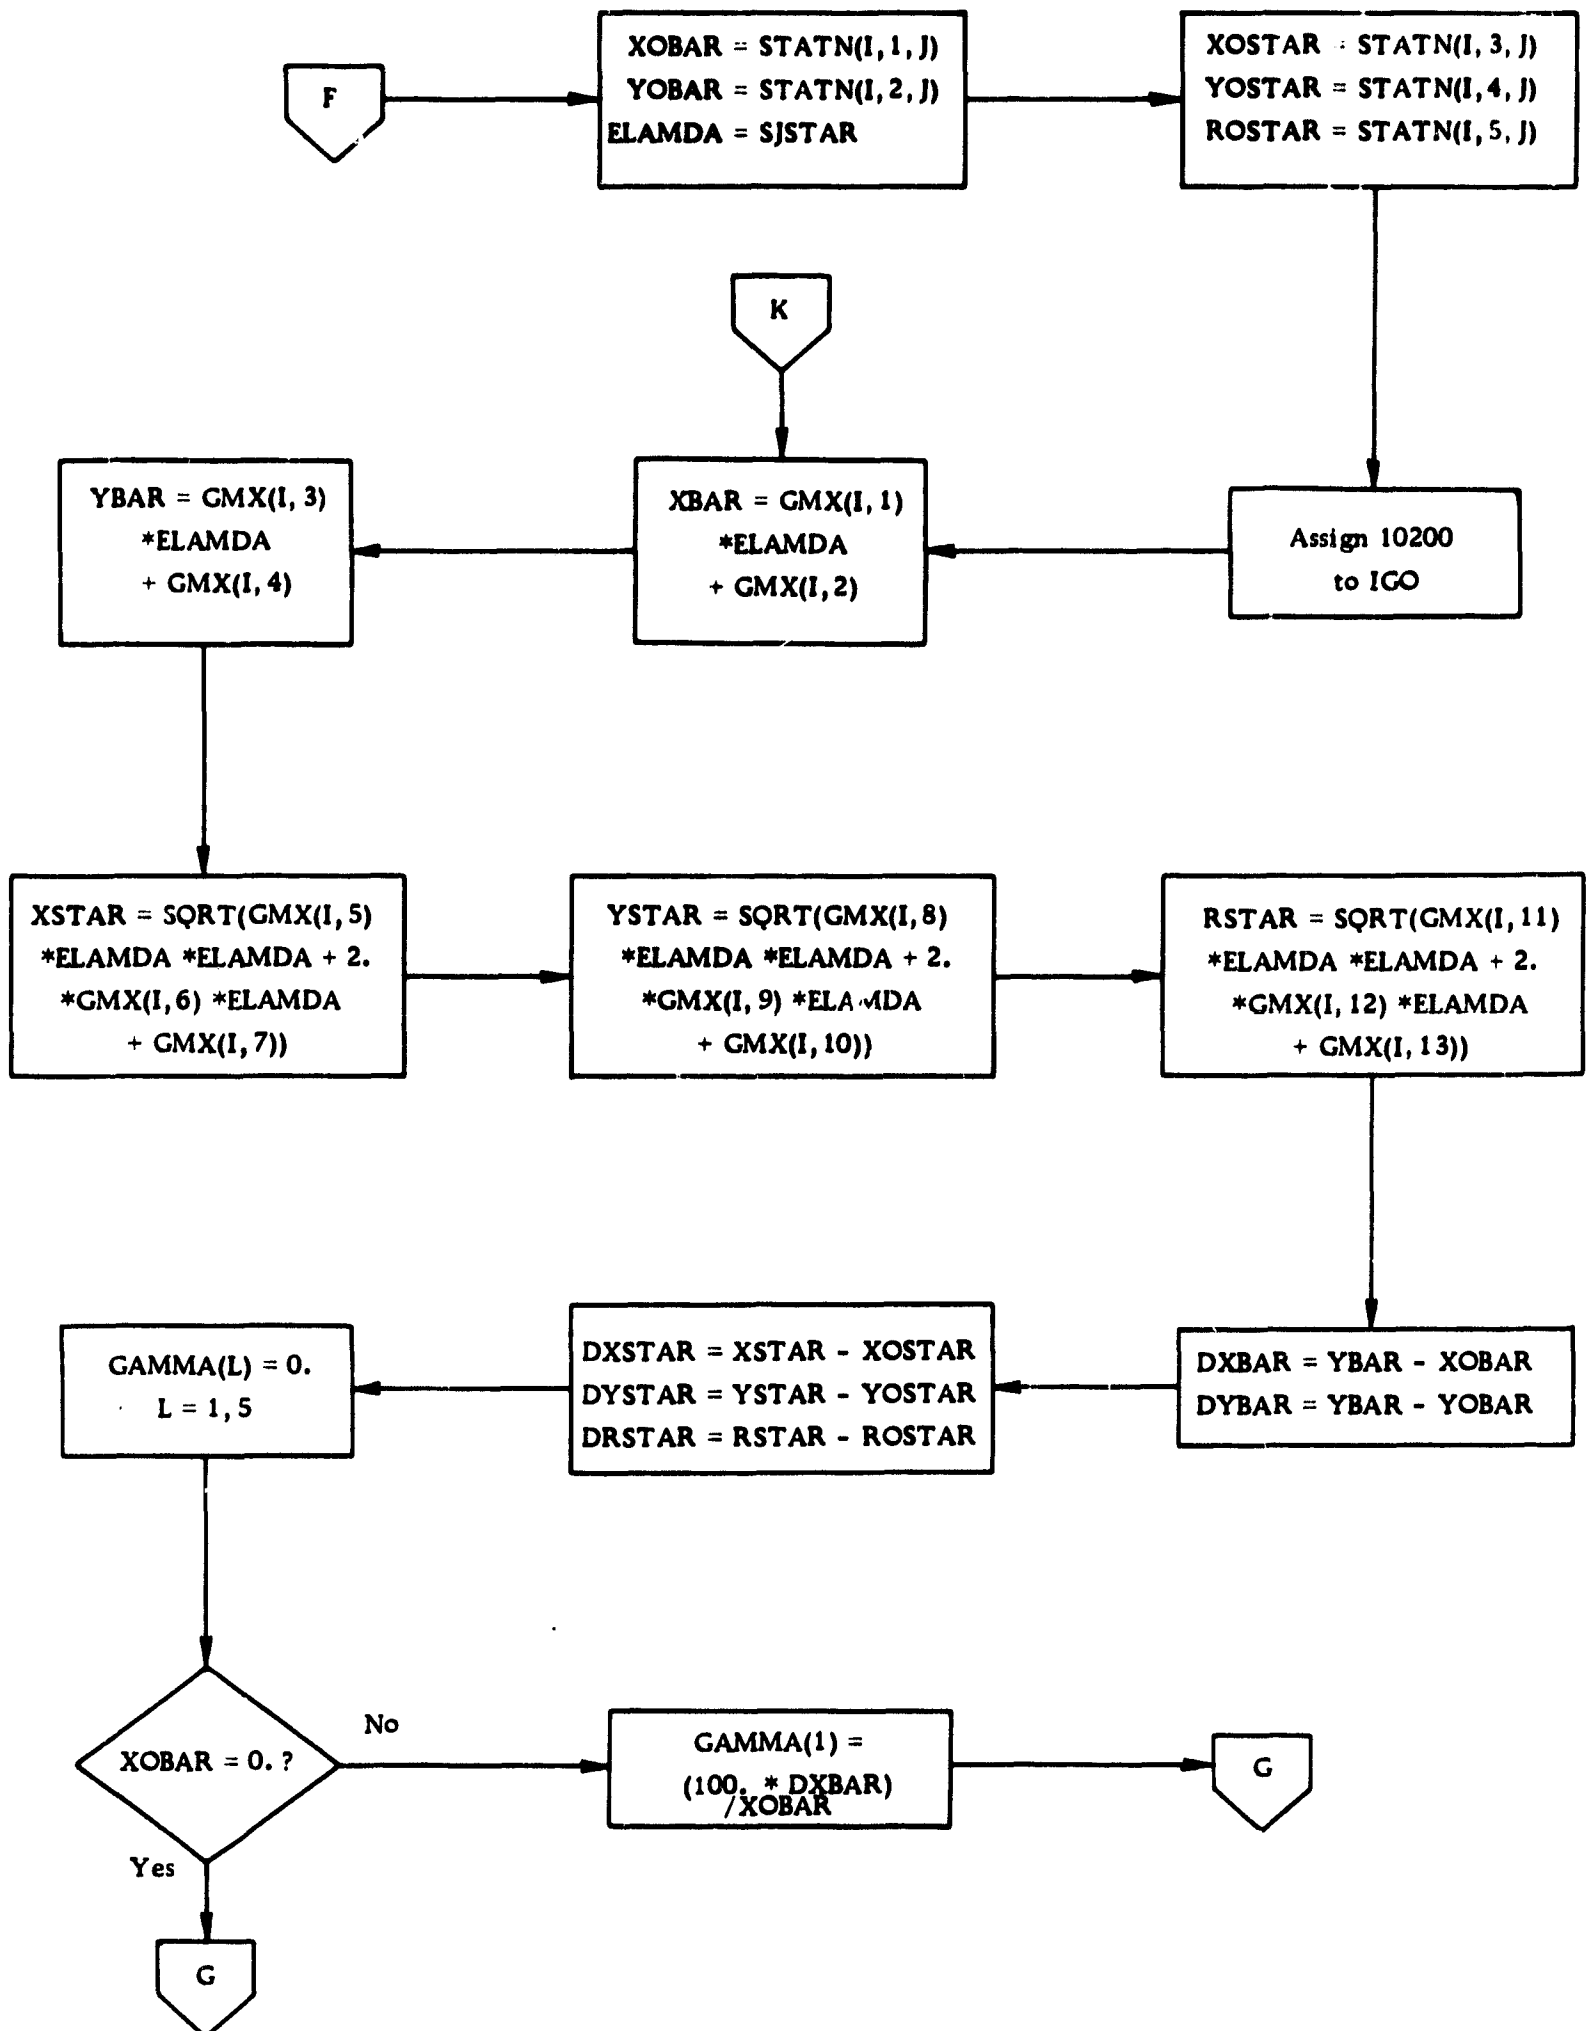 F
XOBAR = STATN(I, 1, J)
YOBAR = STATN(I, 2, J)
ELAMDA = SJSTAR
XOSTAR = STATN(I, 3, J)
YOSTAR = STATN(I, 4, J)
ROSTAR = STATN(I, 5, J)
K
YBAR = GMX(I, 3)
*ELAMDA
+ GMX(I, 4)
XBAR = GMX(I, 1)
*ELAMDA
+ GMX(I, 2)
Assign 10200
to IGO
XSTAR = SQRT(GMX(I, 5)
*ELAMDA *ELAMDA + 2.
*GMX(I, 6) *ELAMDA
+ GMX(I, 7))
YSTAR = SQRT(GMX(I, 8)
*ELAMDA *ELAMDA + 2.
*GMX(I, 9) *ELAMDA
+ GMX(I, 10))
RSTAR = SQRT(GMX(I, 11)
*ELAMDA *ELAMDA + 2.
*GMX(I, 12) *ELAMDA
+ GMX(I, 13))
GAMMA(L) = 0.
L = 1, 5
DXSTAR = XSTAR - XOSTAR
DYSTAR = YSTAR - YOSTAR
DRSTAR = RSTAR - ROSTAR
DXBAR = YBAR - XOBAR
DYBAR = YBAR - YOBAR
XOBAR = 0. ?
No
GAMMA(1) =
(100. * DXBAR)
/XOBAR
G
Yes
G